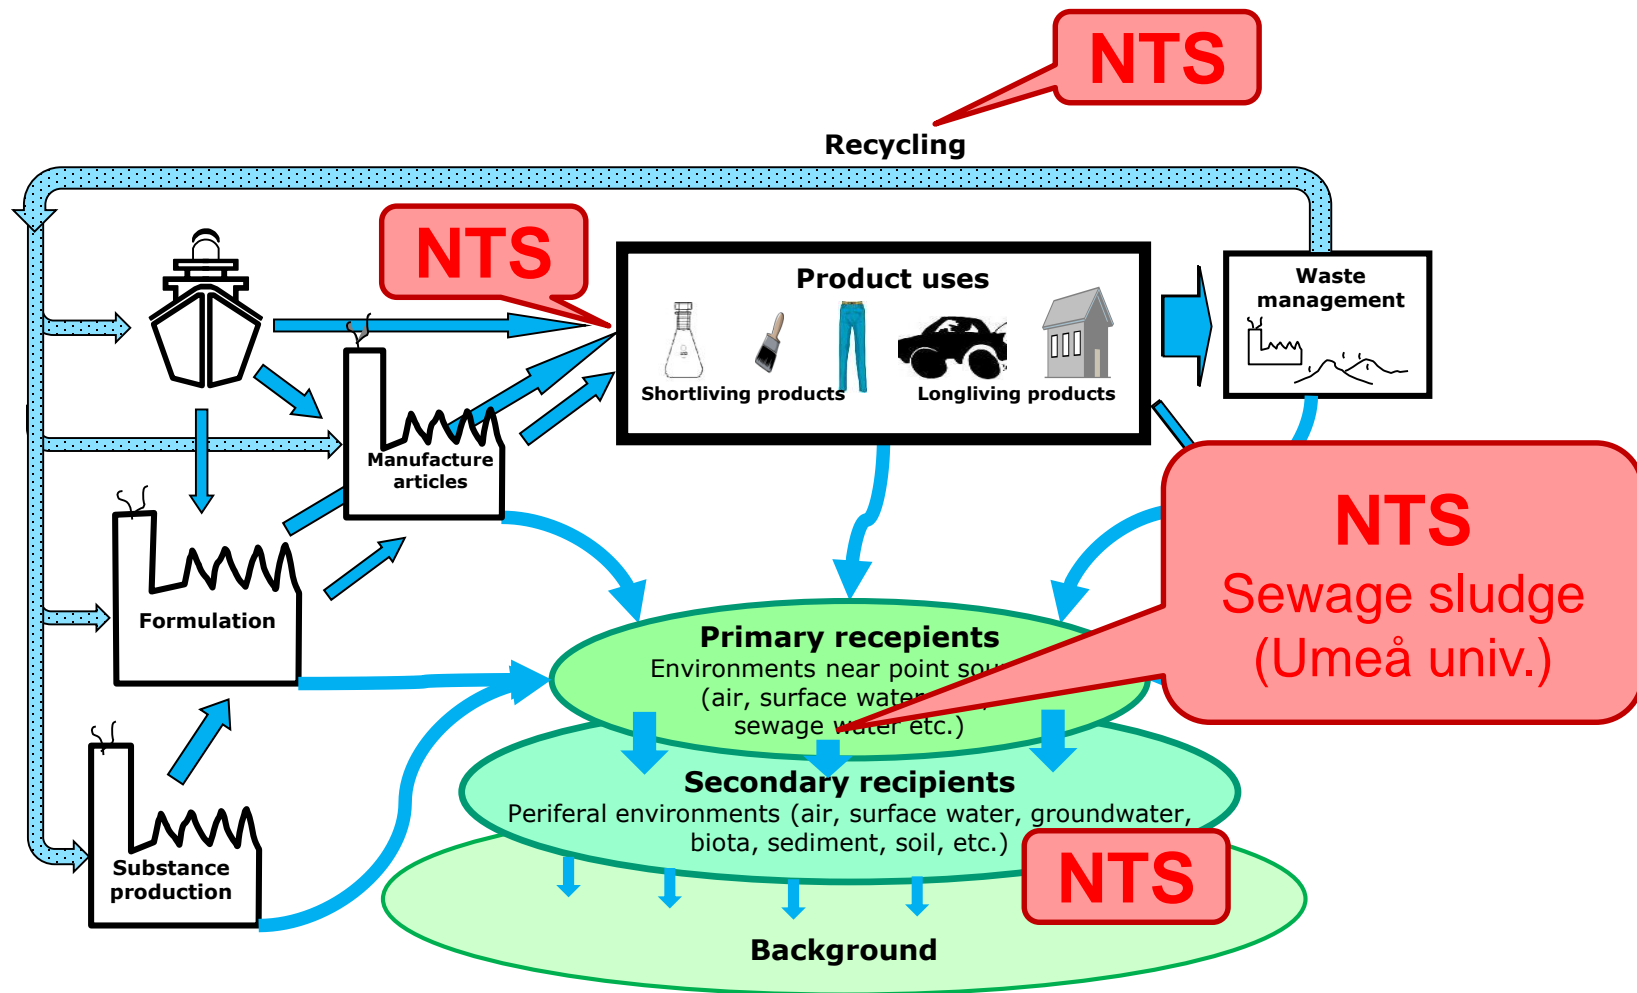 NTS
Recycling
NTS
Product uses
Shortliving products
Longliving products
Waste
management
Manufacture
articles
Formulation
Substance
production
NTS
Sewage sludge
(Umeå univ.)
Primary recepients
Environments near point
(air, surface water
sewage water etc.)
Secondary recipients
Periferal environments (air, surface water, groundwater,
biota, sediment, soil, etc.)
NTS
Background